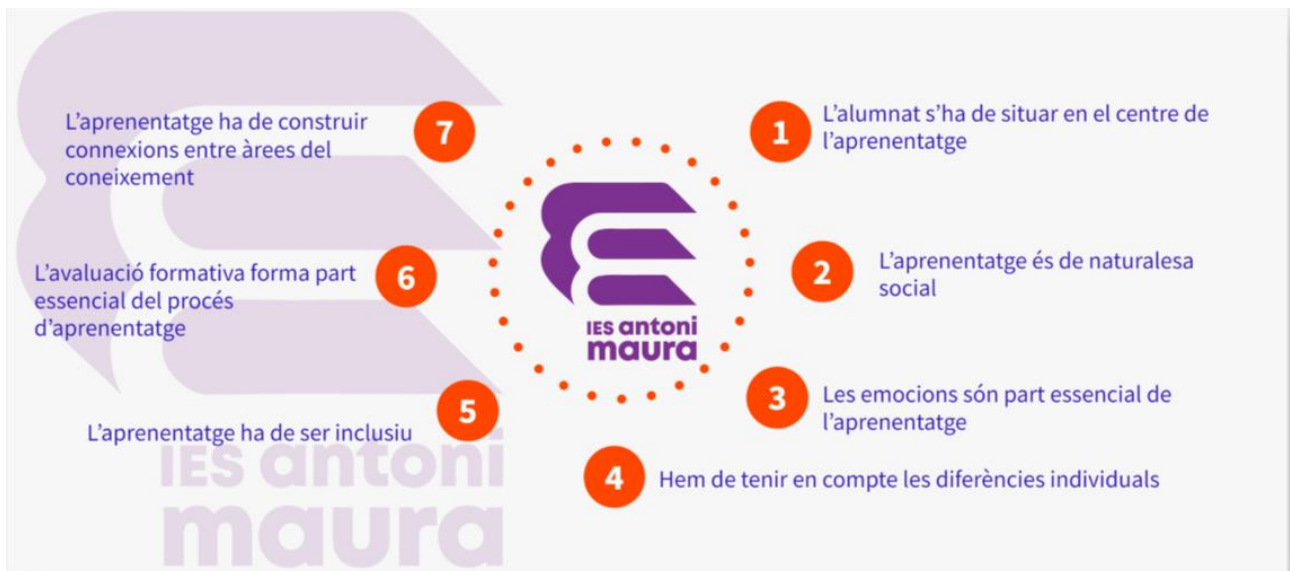 1
L'alumnat s'ha de situar en el centre de
l'aprenentatge
2
L'aprenentatge és de naturalesa
social
3
Les emocions són part essencial de
l'aprenentatge
4
Hem de tenir en compte les diferències individuals
5
L'aprenentatge ha de ser inclusiu
6
L'avaluació formativa forma part
essencial del procés
d'aprenentatge
7
L'aprenentatge ha de construir
connexions entre àrees del
coneixement
IES antoni
maura
IES antoni
maura